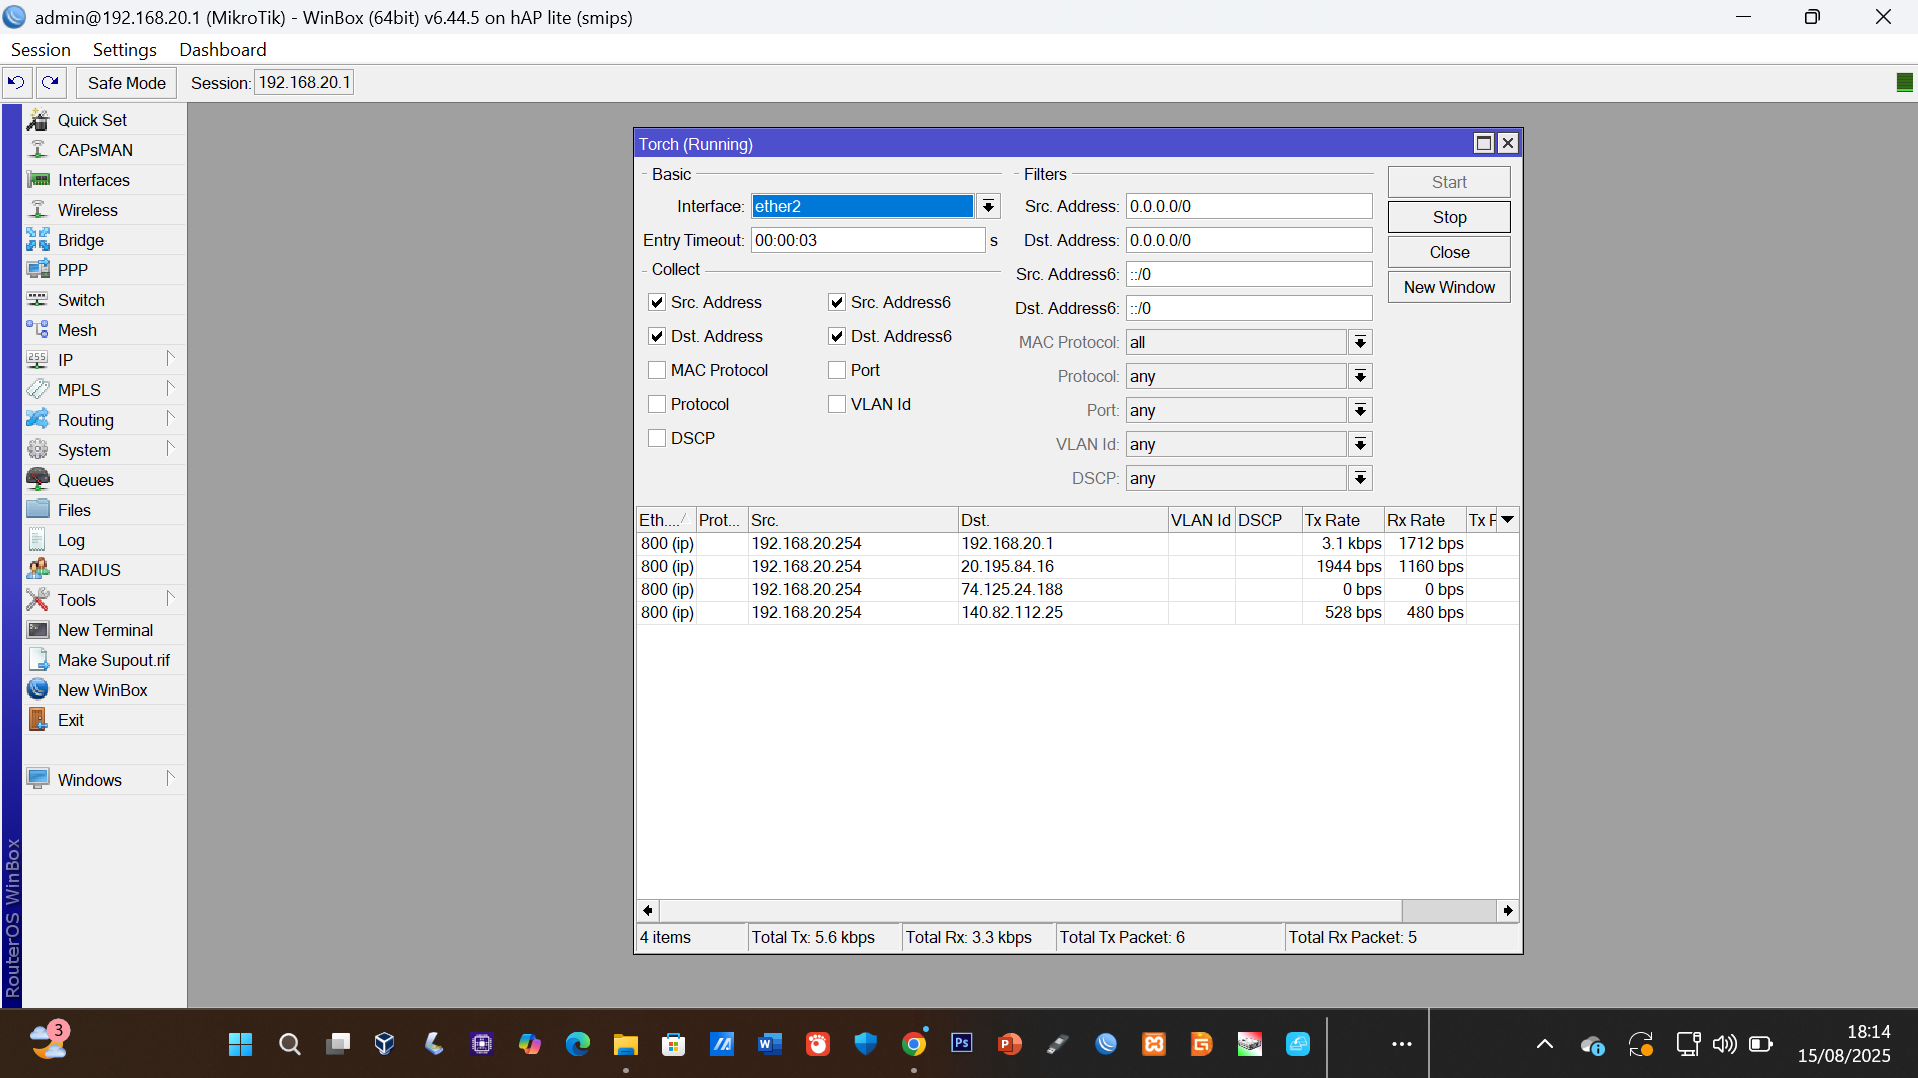 admin@192.168.20.1 (MikroTik) - WinBox (64bit) v6.44.5 on hAP lite (smips)
Session Settings Dashboard
Safe Mode Session: 192.168.20.1
Quick Set
CAPsMAN
Interfaces
Wireless
Bridge
PPP
Switch
Mesh
IP
MPLS
Routing
System
Queues
Files
Log
RADIUS
Tools
New Terminal
Make Supout.rif
New WinBox
Exit
Windows
RouterOS WinBox
Torch (Running)
Basic
Interface: ether2
Entry Timeout: 00:00:03 s
Collect
Src. Address Src. Address6
Dst. Address Dst. Address6
MAC Protocol Port
Protocol VLAN Id
DSCP
Filters
Src. Address: 0.0.0.0/0
Dst. Address: 0.0.0.0/0
Src. Address6: ::/0
Dst. Address6: ::/0
MAC Protocol: all
Protocol: any
Port: any
VLAN Id: any
DSCP: any
Start
Stop
Close
New Window
Eth.... Prot... Src. Dst. VLAN Id DSCP Tx Rate Rx Rate Tx
800 (ip) 192.168.20.254 192.168.20.1 3.1 kbps 1712 bps
800 (ip) 192.168.20.254 20.195.84.16 1944 bps 1160 bps
800 (ip) 192.168.20.254 74.125.24.188 0 bps 0 bps
800 (ip) 192.168.20.254 140.82.112.25 528 bps 480 bps
4 items Total Tx: 5.6 kbps Total Rx: 3.3 kbps Total Tx Packet: 6 Total Rx Packet: 5
3
18:14
15/08/2025